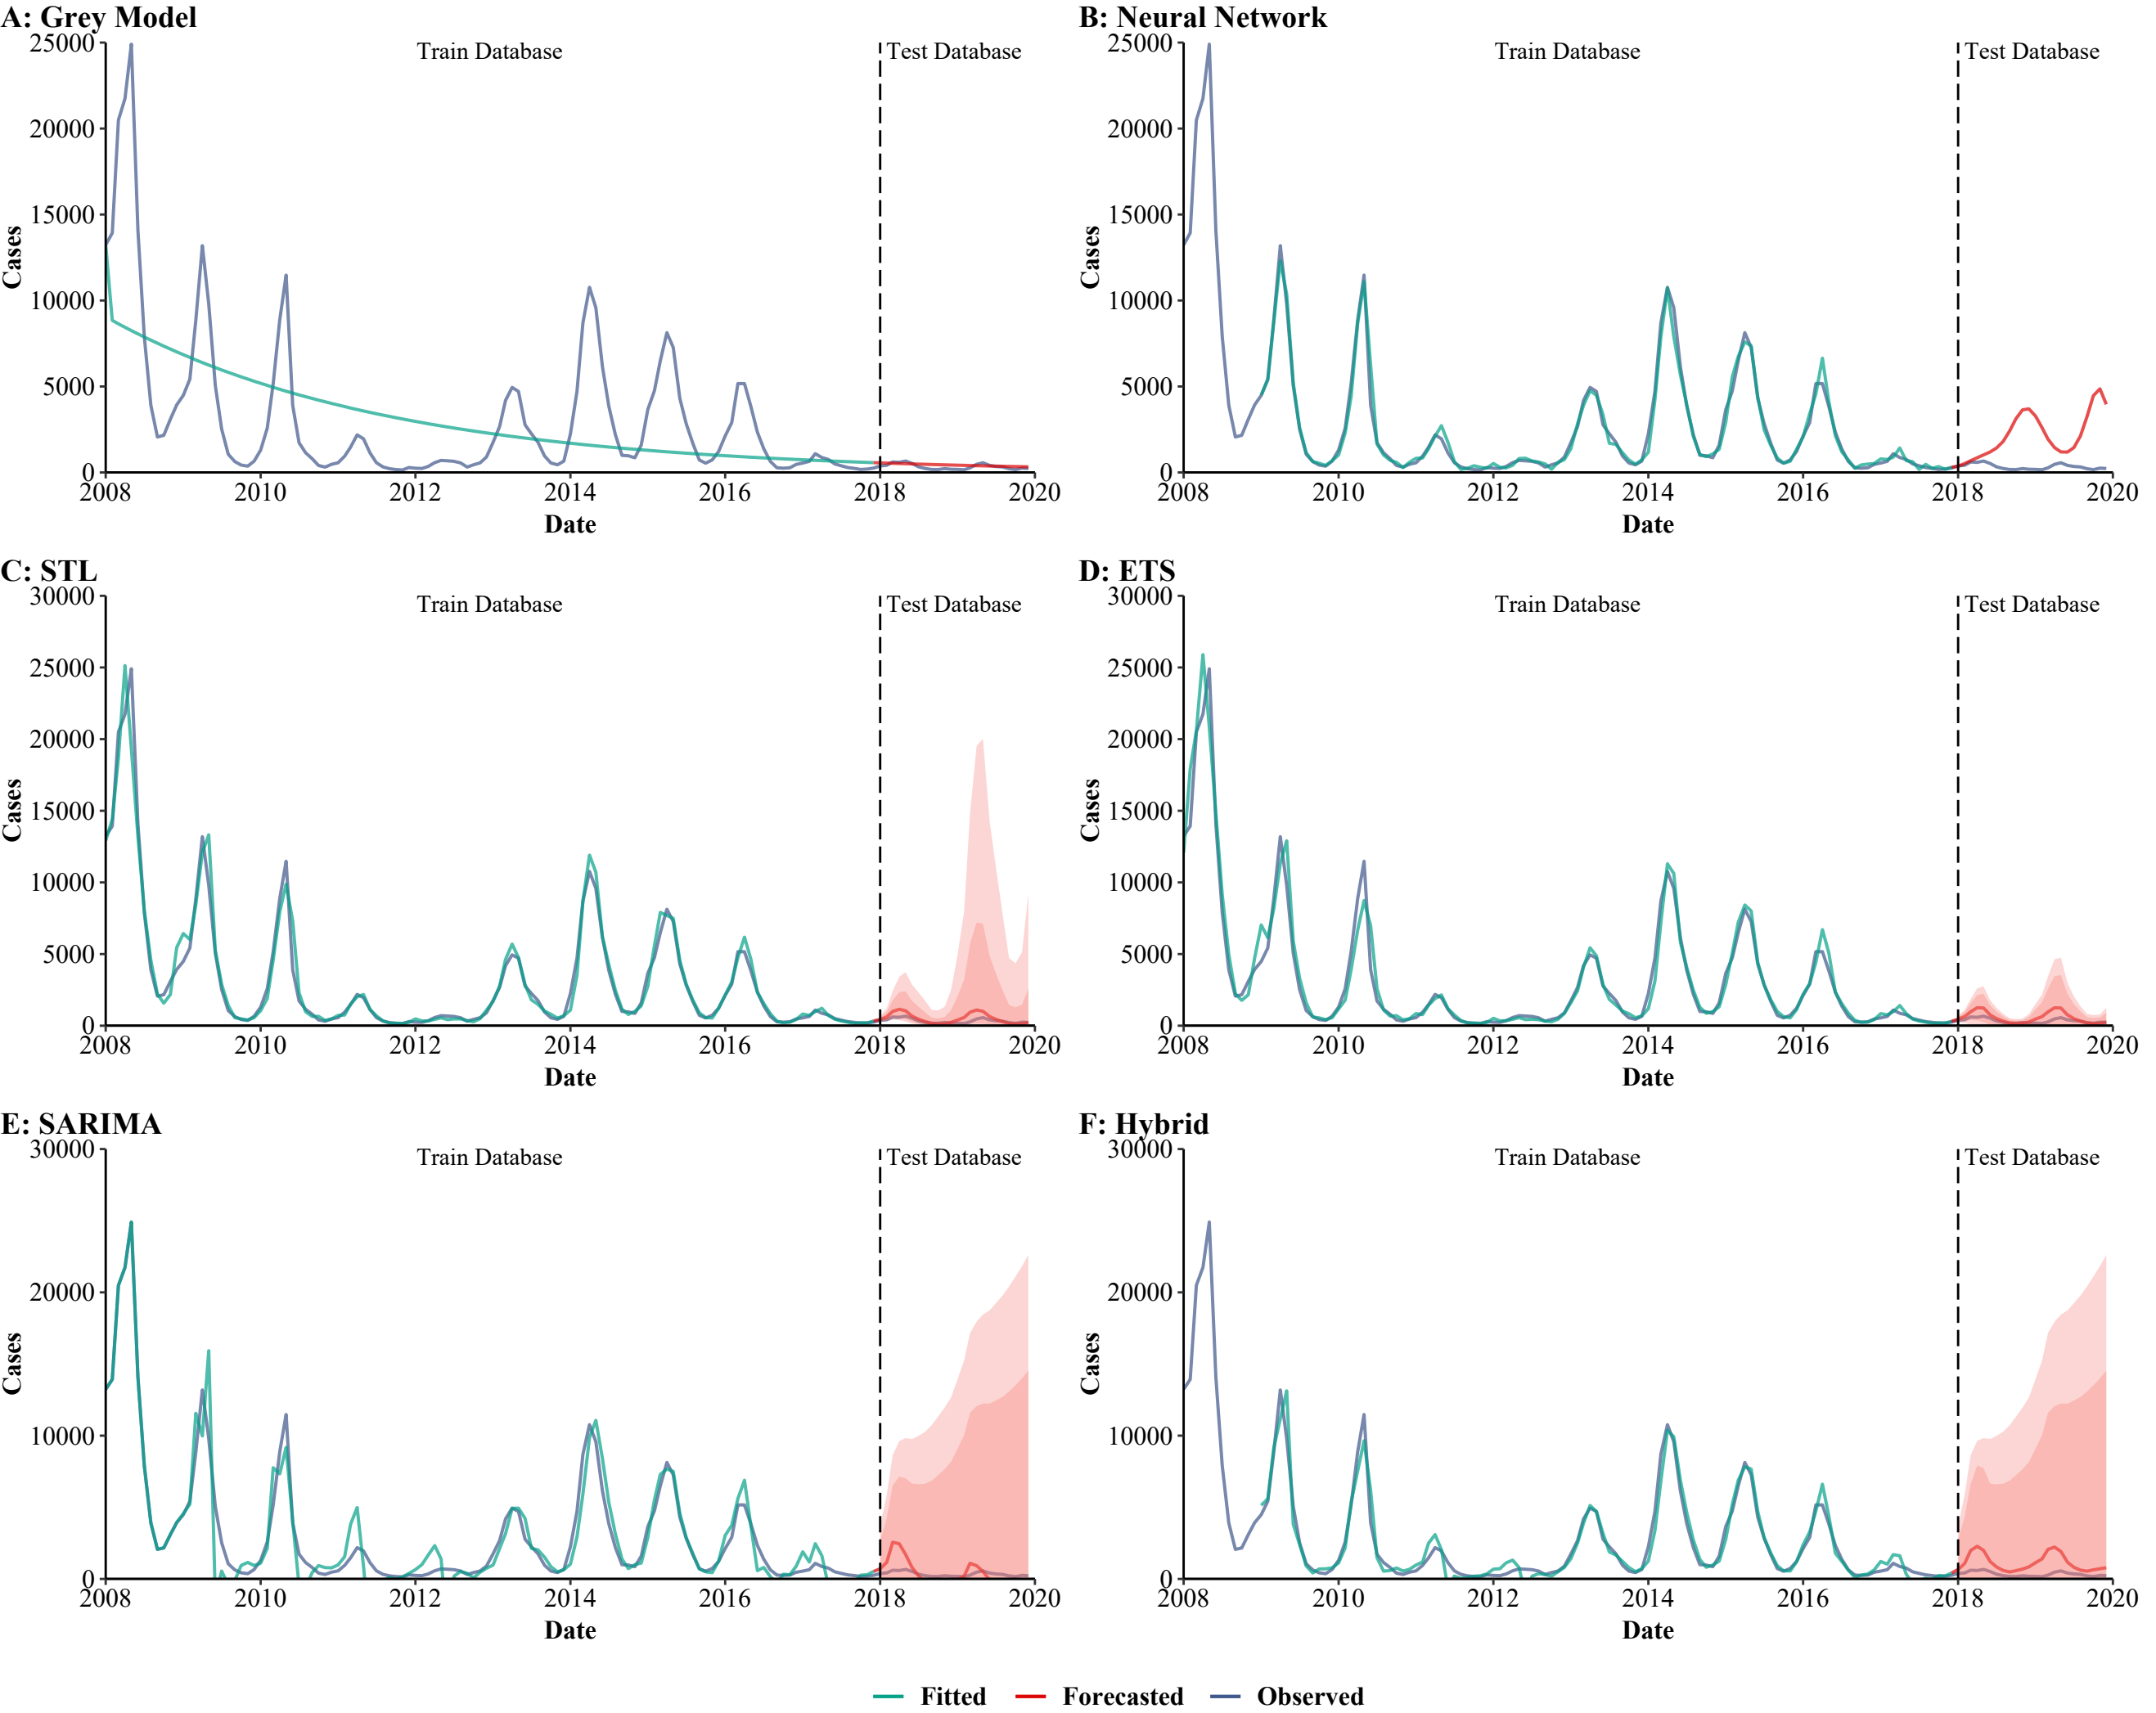 A: Grey Model
25000
20000
15000
10000
5000
0
Cases
Train Database
Test Database
2008 2010 2012 2014 2016 2018 2020
Date
B: Neural Network
25000
20000
15000
10000
5000
0
Cases
Train Database
Test Database
2008 2010 2012 2014 2016 2018 2020
Date
C: STL
30000
25000
20000
15000
10000
5000
0
Cases
Train Database
Test Database
2008 2010 2012 2014 2016 2018 2020
Date
D: ETS
30000
25000
20000
15000
10000
5000
0
Cases
Train Database
Test Database
2008 2010 2012 2014 2016 2018 2020
Date
E: SARIMA
30000
20000
10000
0
Cases
Train Database
Test Database
2008 2010 2012 2014 2016 2018 2020
Date
F: Hybrid
30000
20000
10000
0
Cases
Train Database
Test Database
2008 2010 2012 2014 2016 2018 2020
Date
Fitted Forecasted Observed